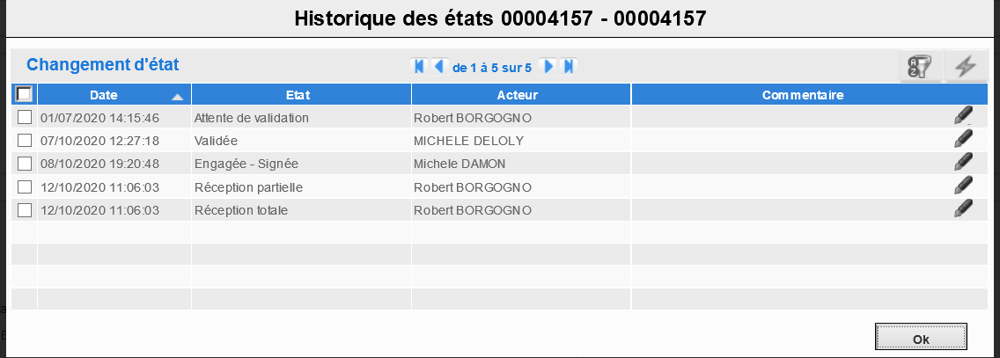 Historique des états 00004157 - 00004157
Changement d'état de 1 à 5 sur 5
Date Etat Acteur Commentaire
01/07/2020 14:15:46 Attente de validation Robert BORGOGNO
07/10/2020 12:27:18 Validée MICHELE DELOLY
08/10/2020 19:20:48 Engagée - Signée Michele DAMON
12/10/2020 11:06:03 Réception partielle Robert BORGOGNO
12/10/2020 11:06:03 Réception totale Robert BORGOGNO
Ok